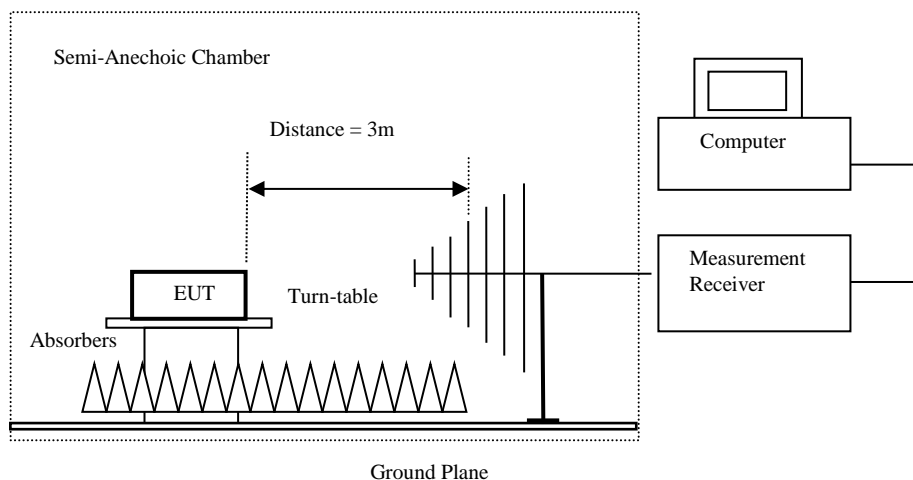 Semi-Anechoic Chamber
Distance = 3m
Computer
Measurement
Receiver
EUT
Turn-table
Absorbers
Ground Plane